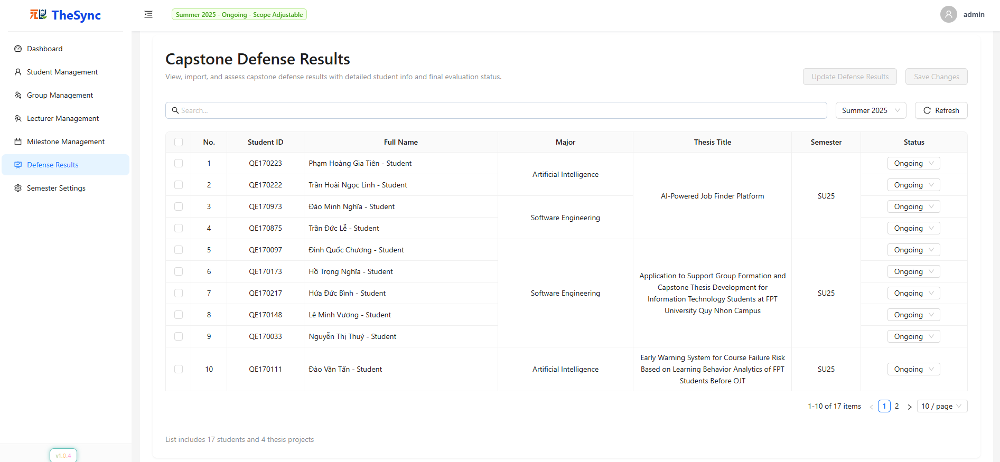 TheSync
Summer 2025 - Ongoing - Scope Adjustable
admin
Dashboard
Student Management
Group Management
Lecturer Management
Milestone Management
Defense Results
Semester Settings
v1.0.4
Capstone Defense Results
View, import, and assess capstone defense results with detailed student info and final evaluation status.
Update Defense Results
Save Changes
Search...
Summer 2025
Refresh
No. Student ID Full Name Major Thesis Title Semester Status
1 QE170223 Phạm Hoàng Gia Tiên - Student Ongoing
Artificial Intelligence
2 QE170222 Trần Hoài Ngọc Linh - Student Ongoing
AI-Powered Job Finder Platform SU25
3 QE170973 Đào Minh Nghĩa - Student Ongoing
Software Engineering
4 QE170875 Trần Đức Lễ - Student Ongoing
5 QE170097 Đinh Quốc Chương - Student Ongoing
6 QE170173 Hồ Trọng Nghĩa - Student Ongoing
7 QE170217 Hứa Đức Bình - Student Software Engineering SU25 Ongoing
Application to Support Group Formation and
Capstone Thesis Development for
Information Technology Students at FPT
University Quy Nhon Campus
8 QE170148 Lê Minh Vương - Student Ongoing
9 QE170033 Nguyễn Thị Thuý - Student Ongoing
10 QE170111 Đào Văn Tấn - Student Artificial Intelligence
Early Warning System for Course Failure Risk
Based on Learning Behavior Analytics of FPT
Students Before OJT
SU25 Ongoing
1-10 of 17 items 1 2 10 / page
List includes 17 students and 4 thesis projects